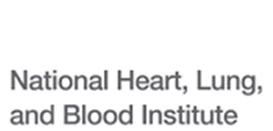 National Heart, Lung,
and Blood Institute